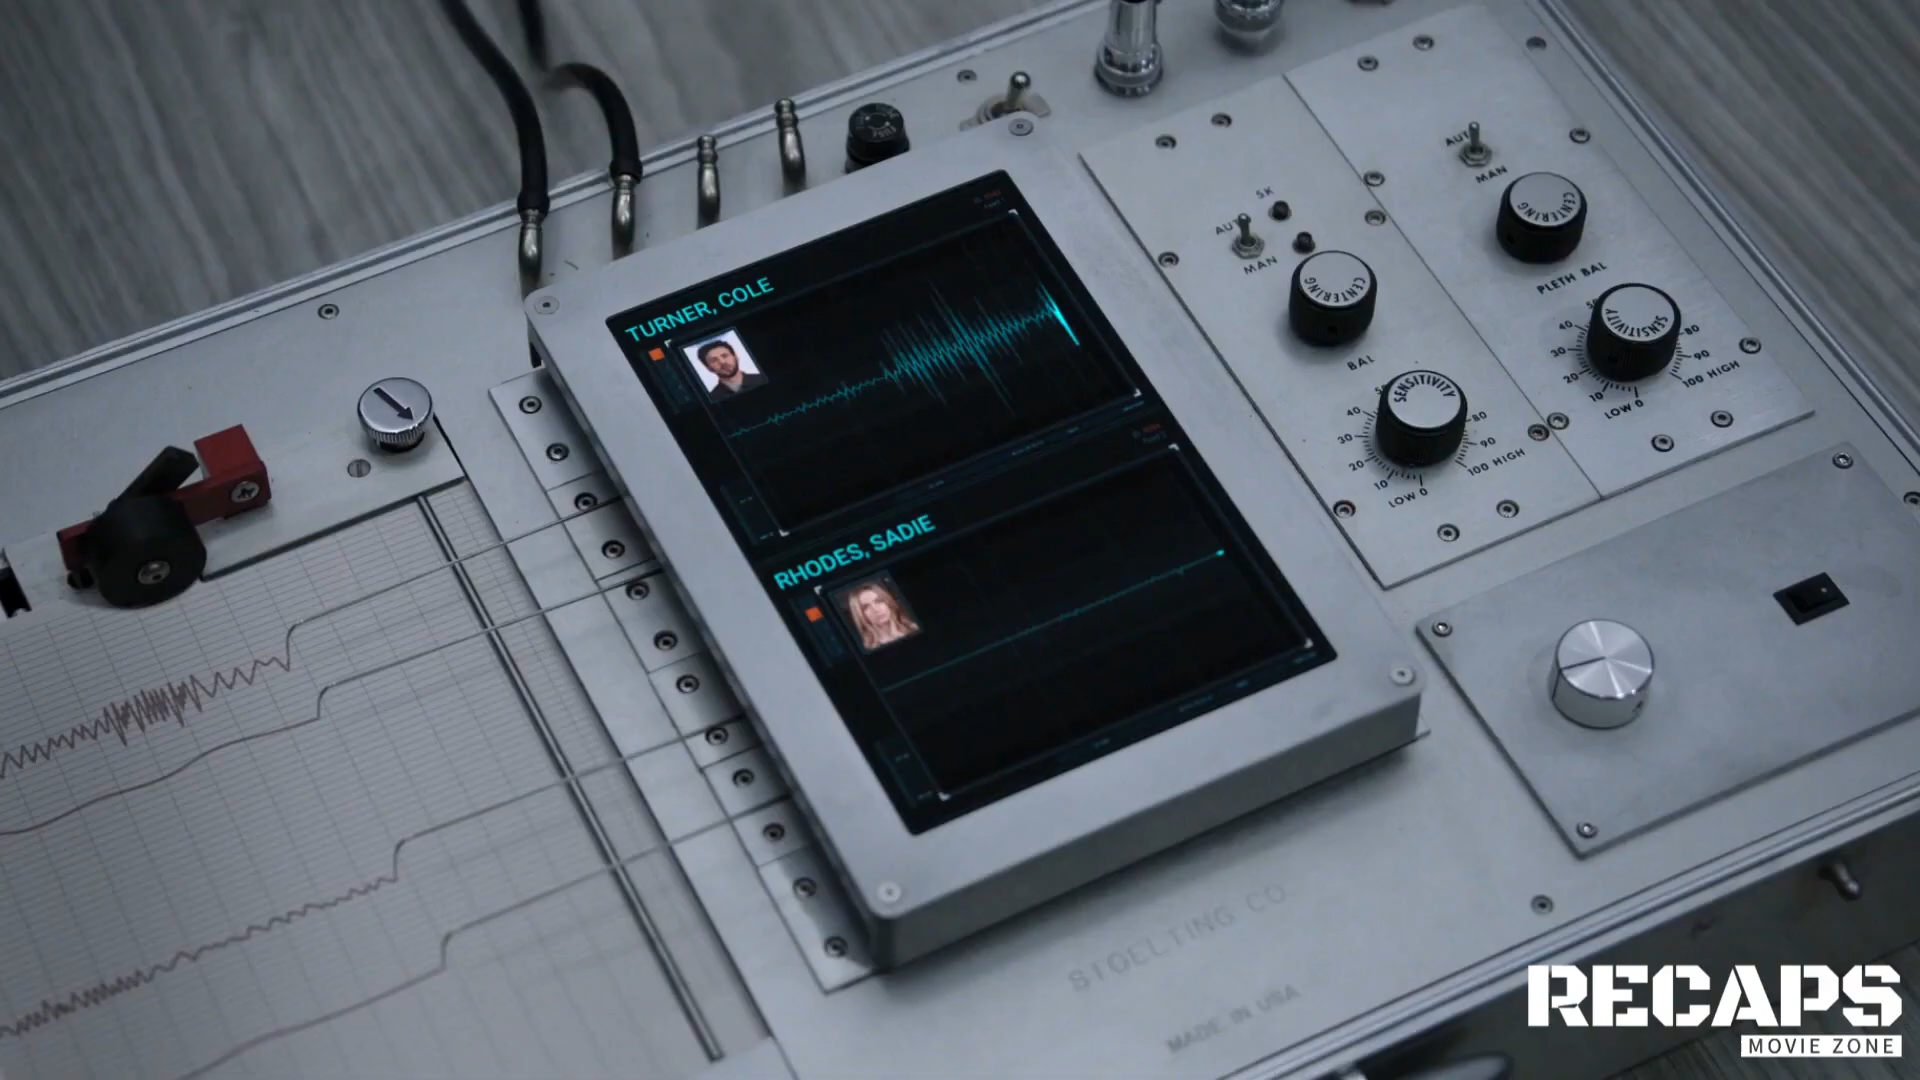 TURNER, COLE
RHODES, SADIE
AUTO
MAN
CENTERING
PLETH BAL
SENSITIVITY
50
40
30
20
10
LOW 0
80
90
100 HIGH
5K
MAN
CENTERING
BAL
SENSITIVITY
40
30
20
10
LOW 0
80
90
100 HIGH
STOELTING CO
MADE IN USA
RECAPS
MOVIE ZONE